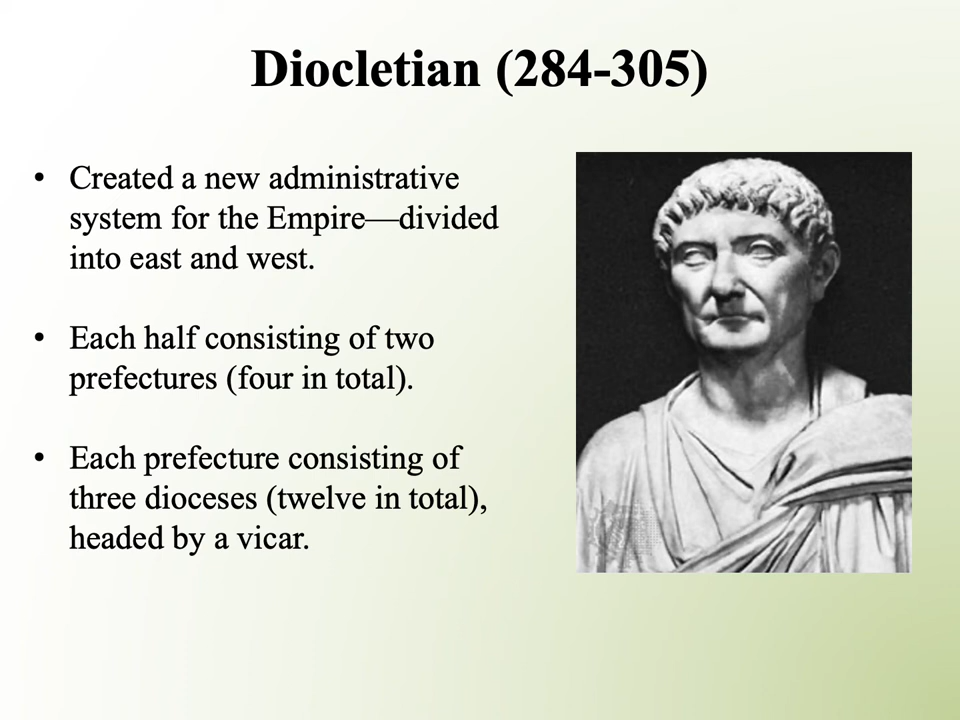 Diocletian (284-305)
• Created a new administrative
system for the Empire—divided
into east and west.
• Each half consisting of two
prefectures (four in total).
• Each prefecture consisting of
three dioceses (twelve in total),
headed by a vicar.